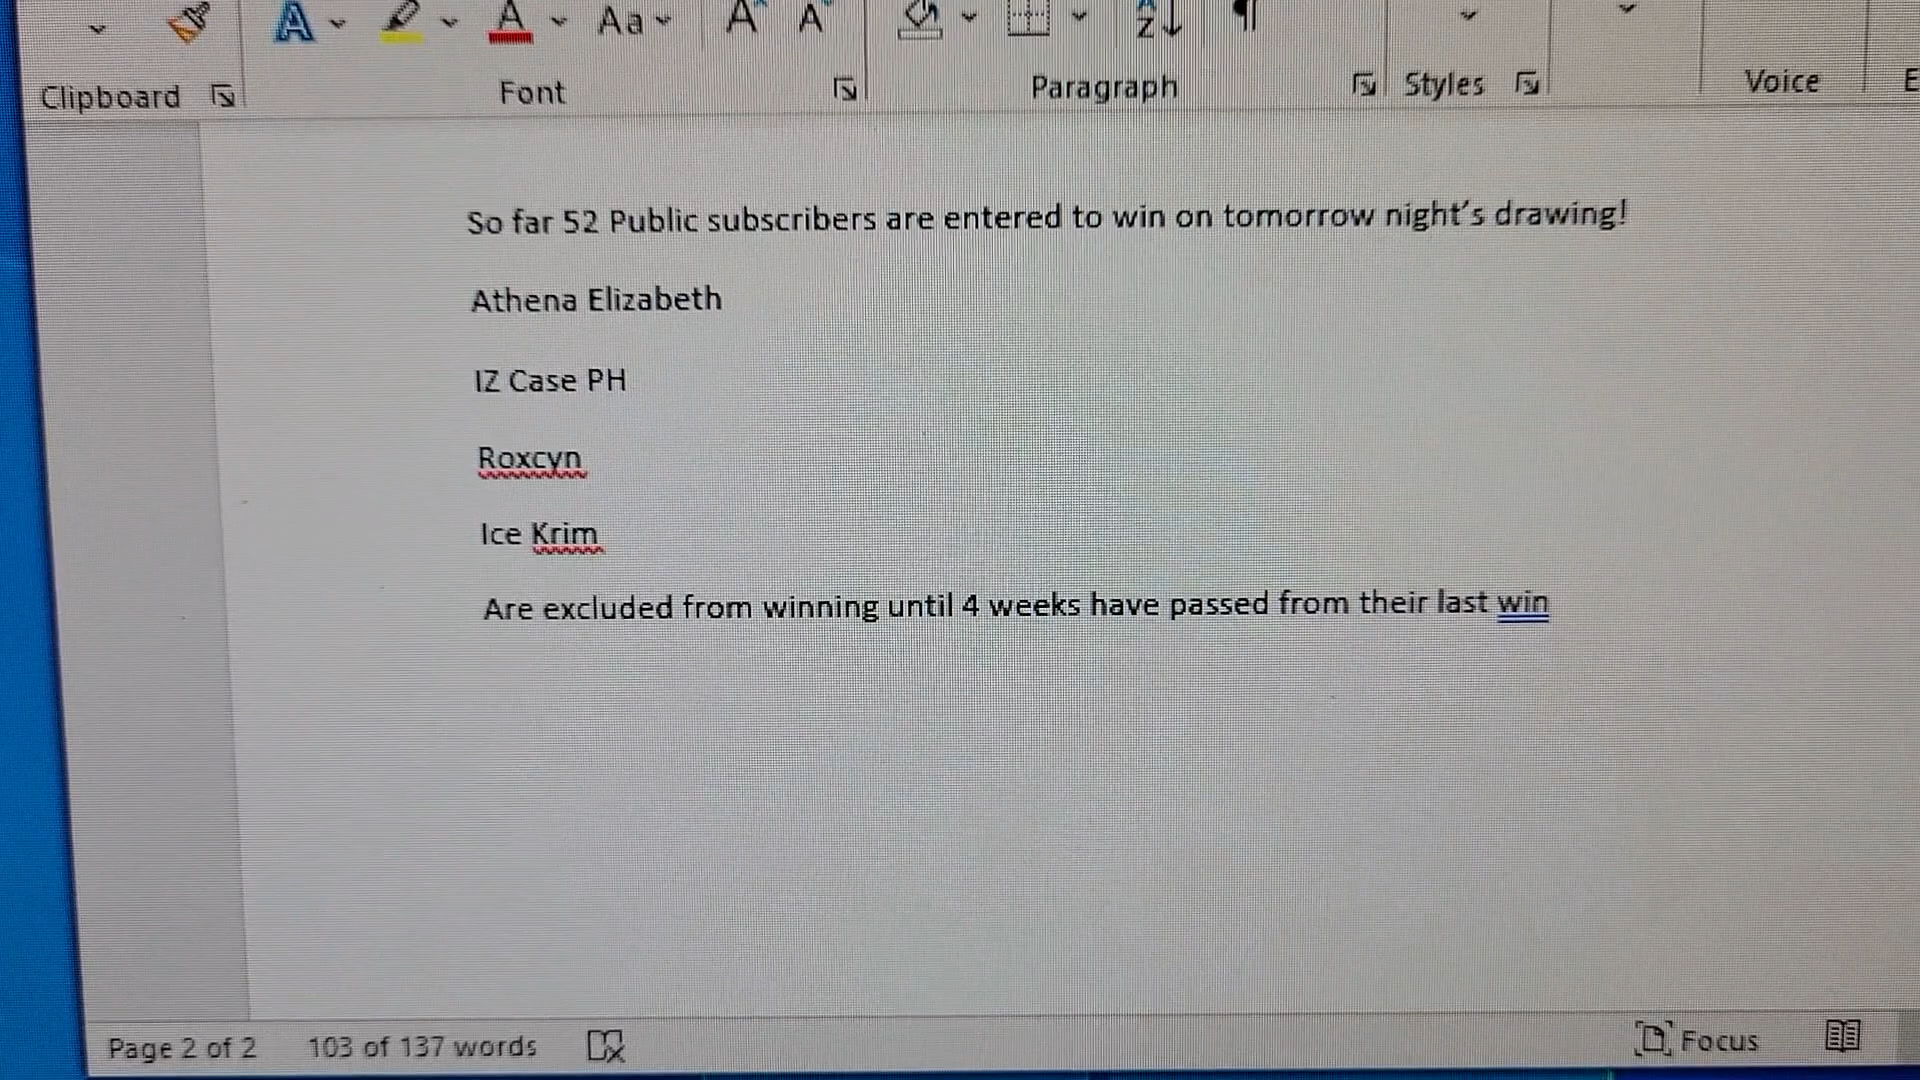 Clipboard Font Paragraph Styles Voice
So far 52 Public subscribers are entered to win on tomorrow night's drawing!
Athena Elizabeth
IZ Case PH
Roxcyn
Ice Krim
Are excluded from winning until 4 weeks have passed from their last win
Page 2 of 2 103 of 137 words Focus